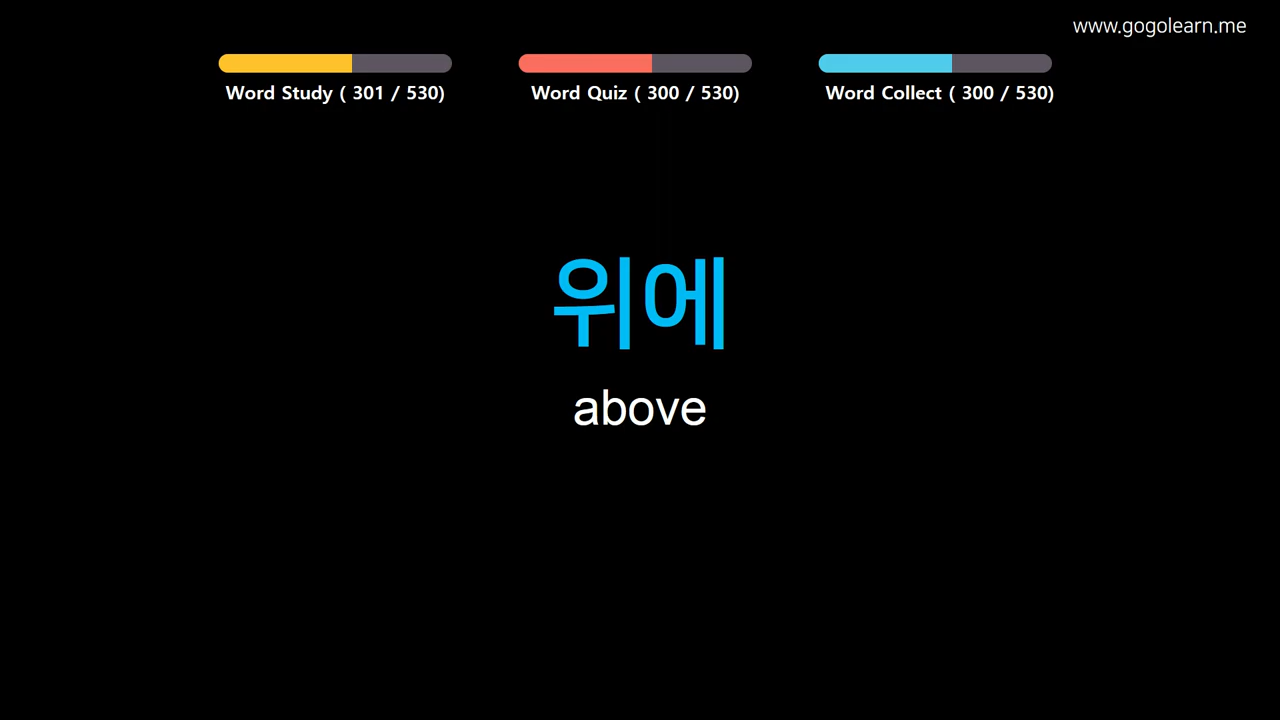 www.gogolearn.me
Word Study ( 301 / 530)
Word Quiz ( 300 / 530)
Word Collect ( 300 / 530)
위에
above